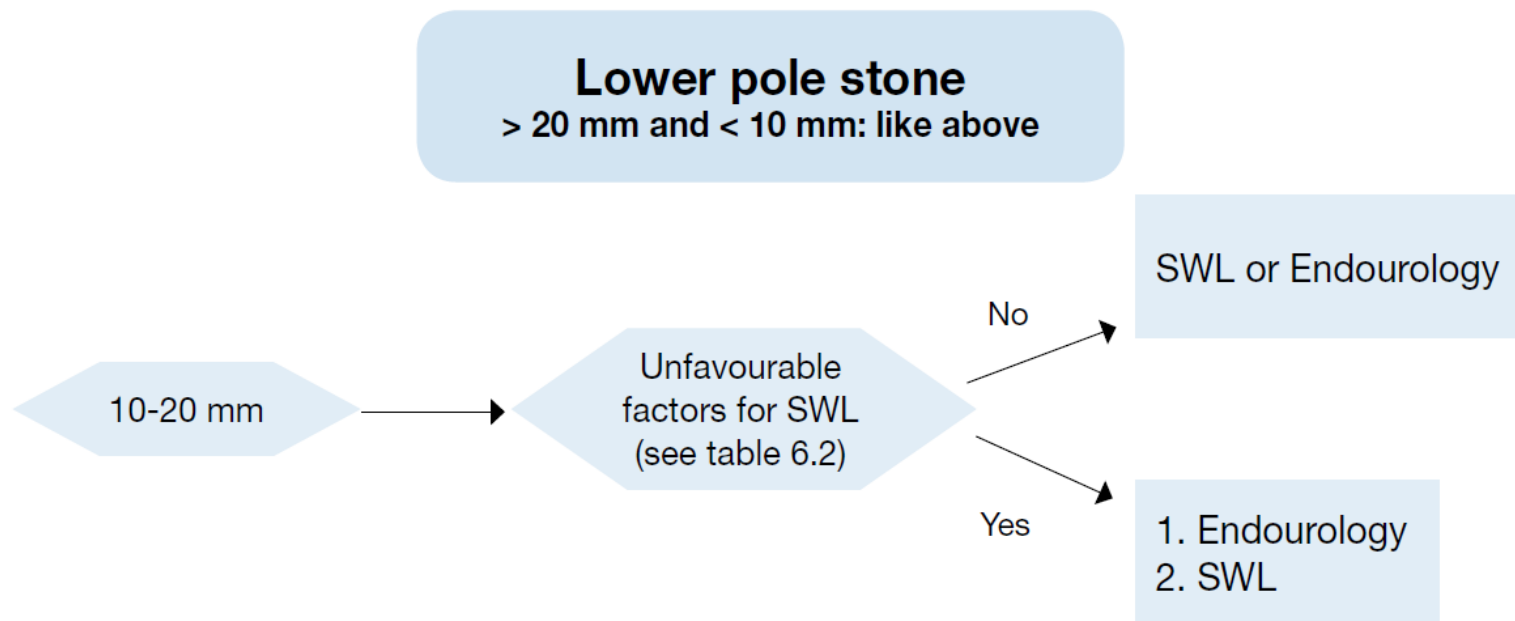 Lower pole stone
> 20 mm and < 10 mm: like above
SWL or Endourology
No
10-20 mm
Unfavourable
factors for SWL
(see table 6.2)
Yes
1. Endourology
2. SWL